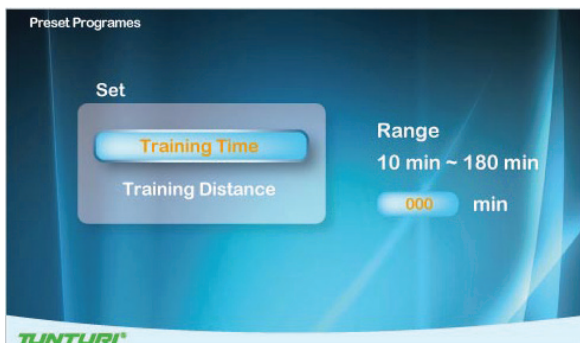 Preset Programes
Set
Training Time
Training Distance
Range
10 min ~ 180 min
000 min
TUNTURI®